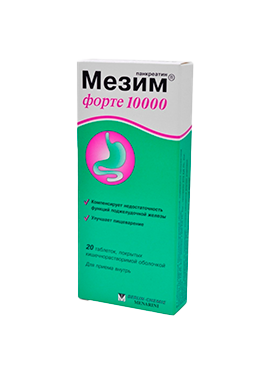 панкреатин
Мезим®
форте 10000
Компенсирует недостаточность
функции поджелудочной железы
Улучшает пищеварение
20 таблеток, покрытых
кишечнорастворимой оболочкой
Для приема внутрь
BERLIN-CHEMIE
MENARINI